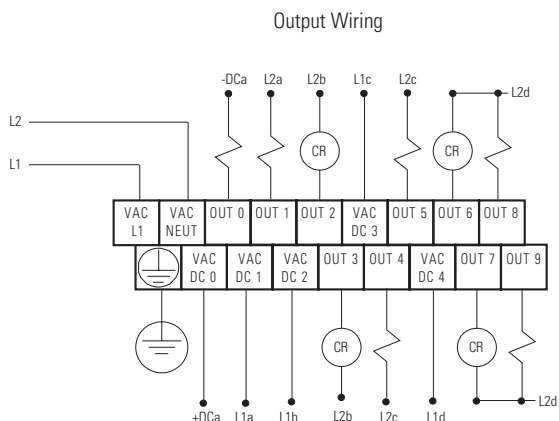 Output Wiring
-DCa L2a L2b L1c L2c L2d
L2
L1
CR CR
VAC L1 VAC NEUT OUT 0 OUT 1 OUT 2 VAC DC 3 OUT 5 OUT 6 OUT 8
VAC DC 0 VAC DC 1 VAC DC 2 OUT 3 OUT 4 VAC DC 4 OUT 7 OUT 9
CR CR
L2d
+DCa L1a L1b L2b L2c L1d